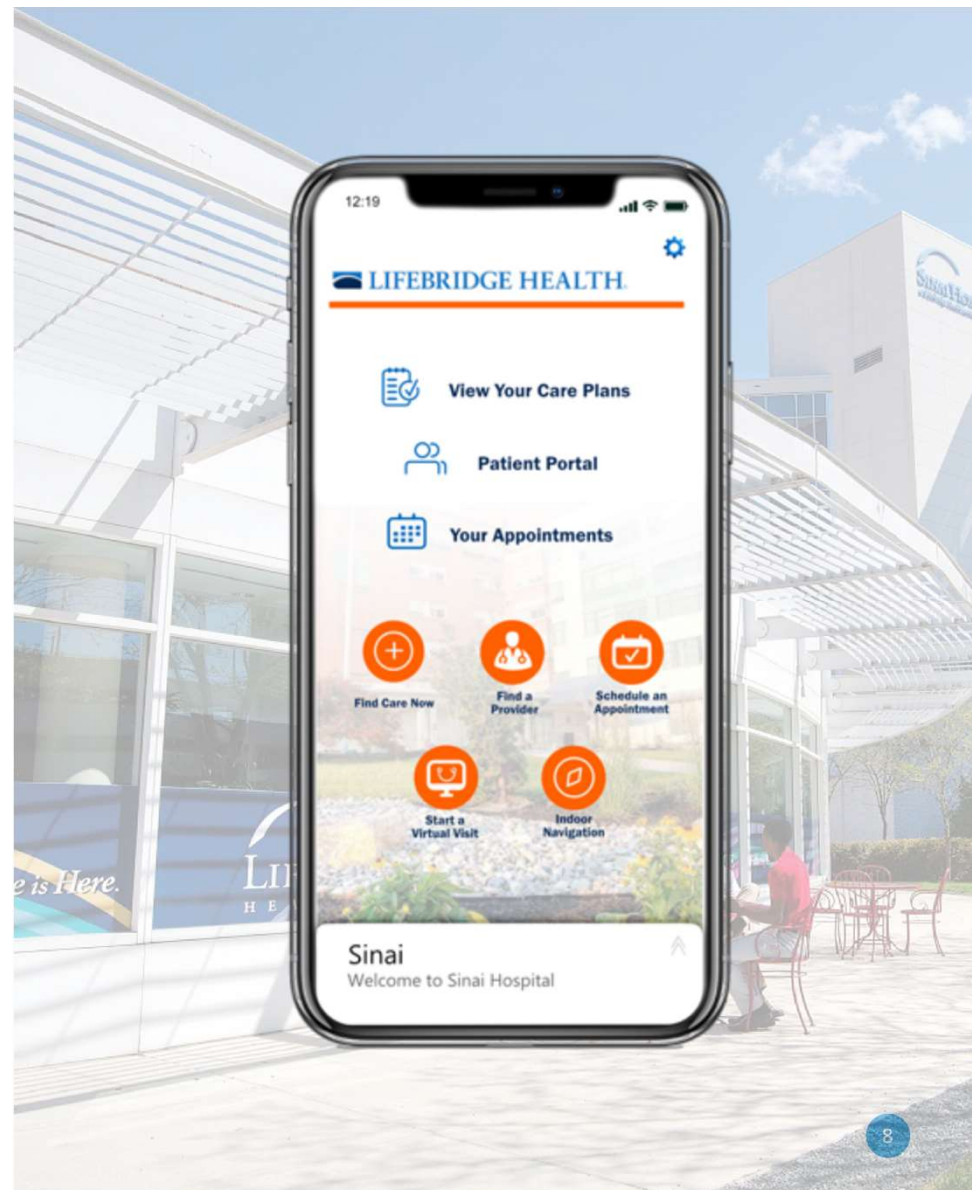 12:19
LIFEBRIDGE HEALTH.
View Your Care Plans
Patient Portal
Your Appointments
Find Care Now
Find a
Provider
Schedule an
Appointment
Start a
Virtual Visit
Indoor
Navigation
Sinai
Welcome to Sinai Hospital
e is Here.
8